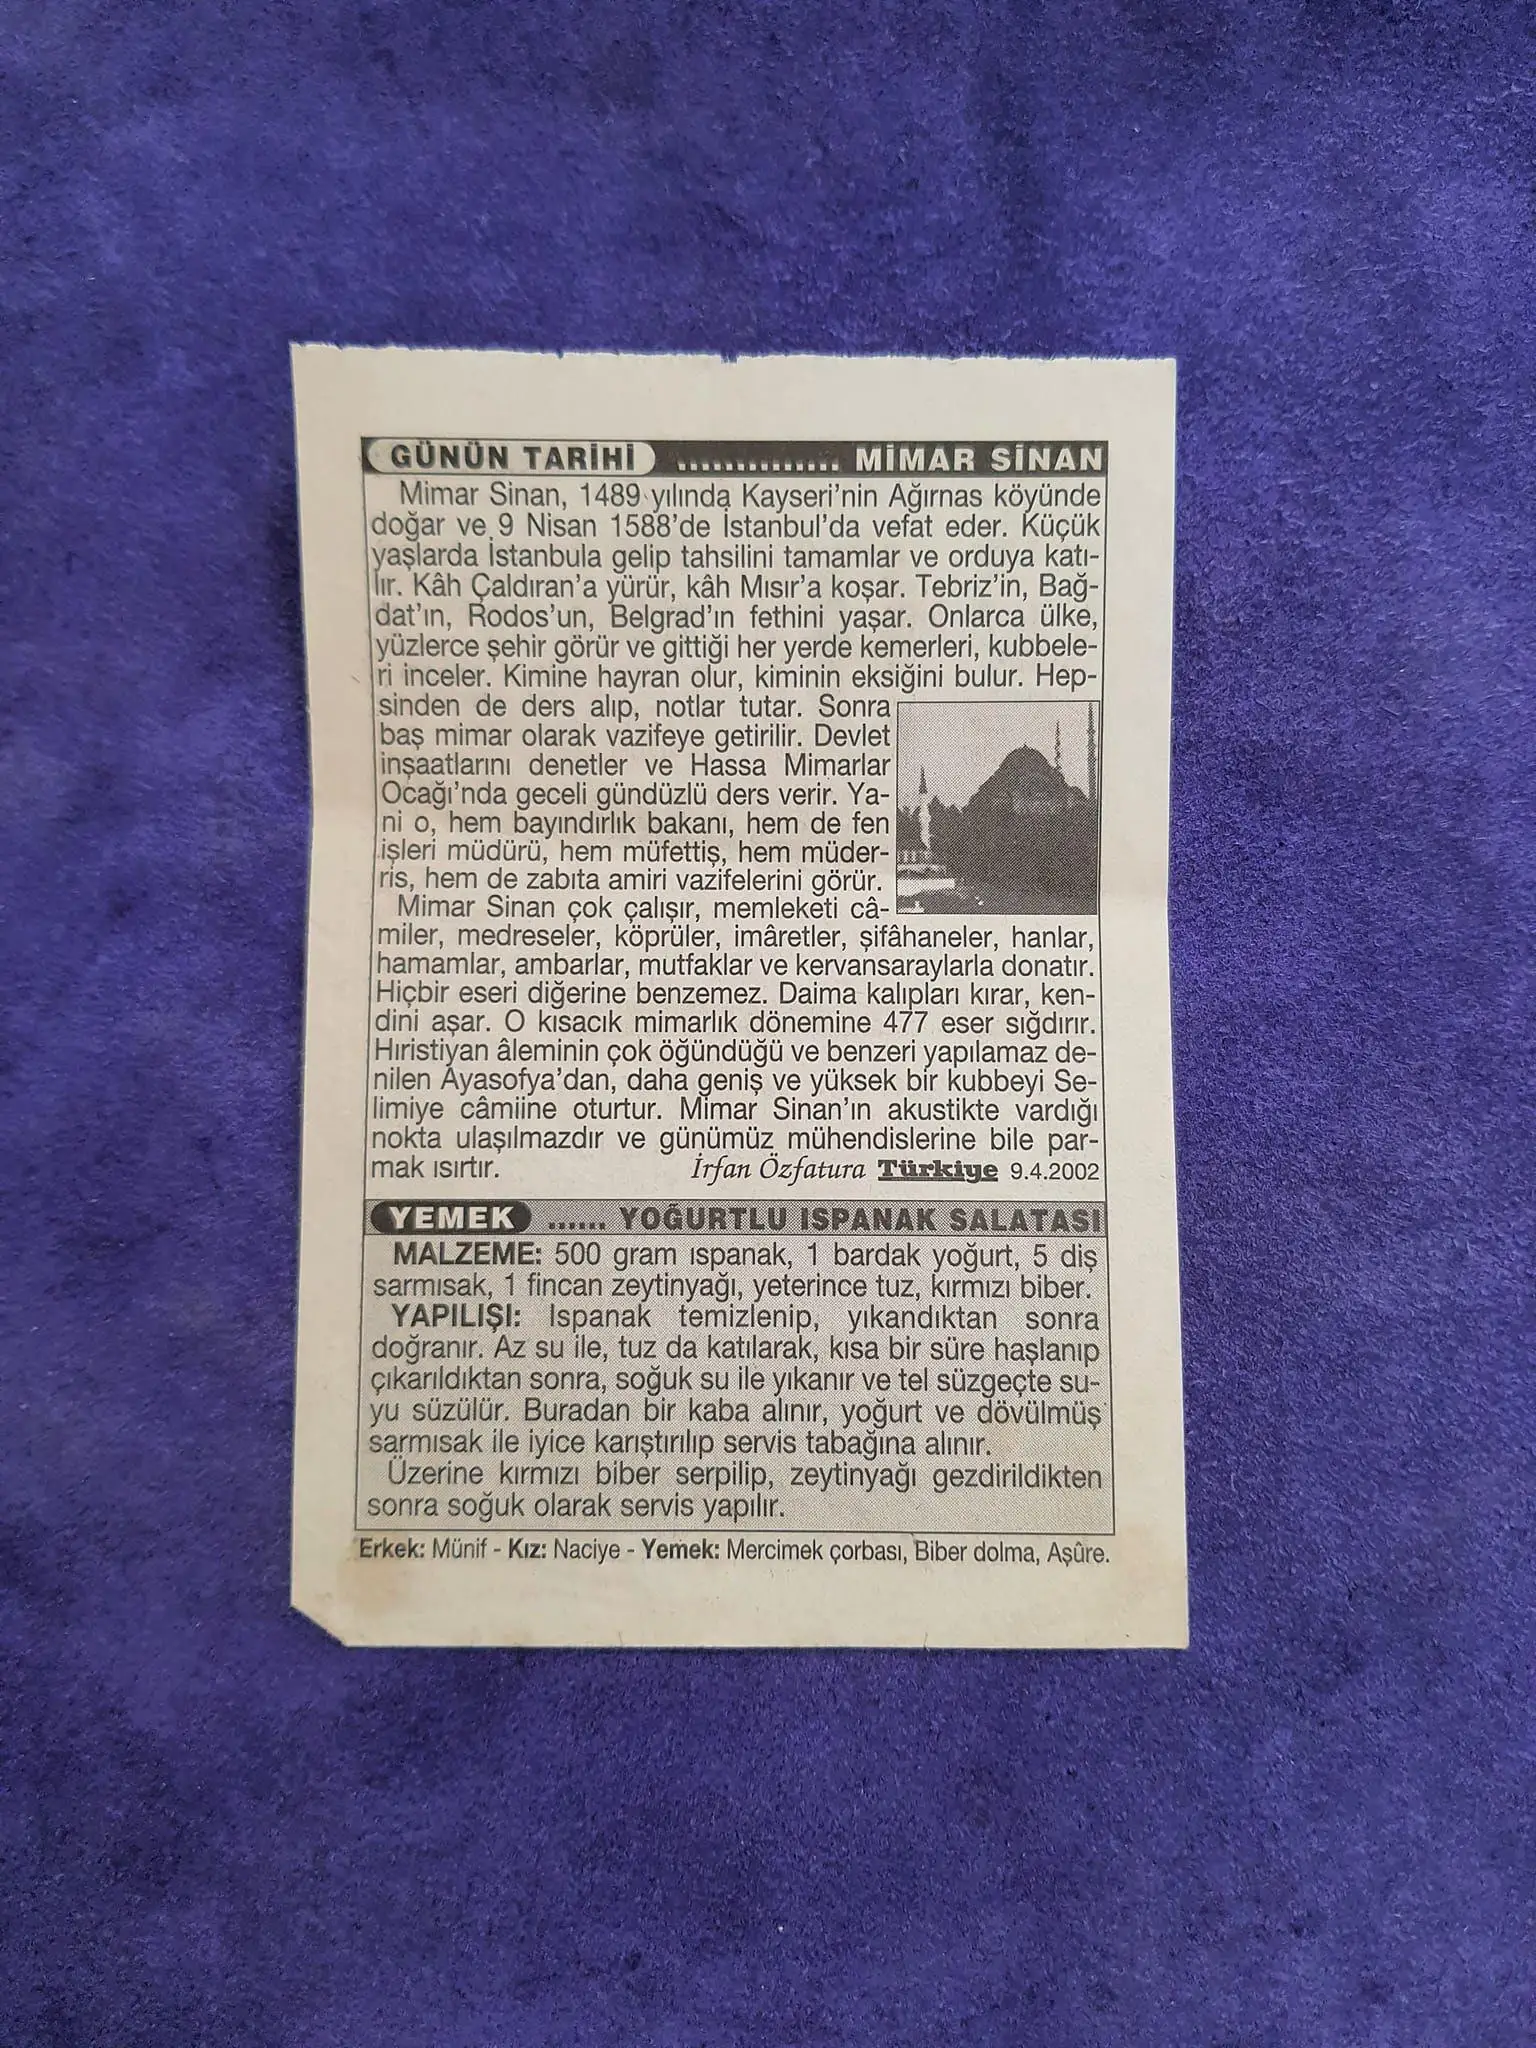 GÜNÜN TARİHİ .............. MİMAR SİNAN
Mimar Sinan, 1489 yılında Kayseri'nin Ağırnas köyünde
doğar ve 9 Nisan 1588'de İstanbul'da vefat eder. Küçük
yaşlarda İstanbula gelip tahsilini tamamlar ve orduya katı-
lır. Kâh Çaldıran'a yürür, kâh Mısır'a koşar. Tebriz'in, Bağ-
dat'ın, Rodos'un, Belgrad'ın fethini yaşar. Onlarca ülke,
yüzlerce şehir görür ve gittiği her yerde kemerleri, kubbele-
ri inceler. Kimine hayran olur, kiminin eksiğini bulur. Hep-
sinden de ders alıp, notlar tutar. Sonra
baş mimar olarak vazifeye getirilir. Devlet
inşaatlarını denetler ve Hassa Mimarlar
Ocağı'nda geceli gündüzlü ders verir. Ya-
ni o, hem bayındırlık bakanı, hem de fen
işleri müdürü, hem müfettiş, hem müder-
ris, hem de zabıta amiri vazifelerini görür.
Mimar Sinan çok çalışır, memleketi câ-
miler, medreseler, köprüler, imâretler, şifâhaneler, hanlar,
hamamlar, ambarlar, mutfaklar ve kervansaraylarla donatır.
Hiçbir eseri diğerine benzemez. Daima kalıpları kırar, ken-
dini aşar. O kısacık mimarlık dönemine 477 eser sığdırır.
Hıristiyan âleminin çok öğündüğü ve benzeri yapılamaz de-
nilen Ayasofya'dan, daha geniş ve yüksek bir kubbeyi Se-
limiye câmiine oturtur. Mimar Sinan'ın akustikte vardığı
nokta ulaşılmazdır ve günümüz mühendislerine bile par-
mak ısırtır. İrfan Özfatura Türkiye 9.4.2002
YEMEK ...... YOĞURTLU ISPANAK SALATASI
MALZEME: 500 gram ıspanak, 1 bardak yoğurt, 5 diş
sarmısak, 1 fincan zeytinyağı, yeterince tuz, kırmızı biber.
YAPILIŞI: Ispanak temizlenip, yıkandıktan sonra
doğranır. Az su ile, tuz da katılarak, kısa bir süre haşlanıp
çıkarıldıktan sonra, soğuk su ile yıkanır ve tel süzgeçte su-
yu süzülür. Buradan bir kaba alınır, yoğurt ve dövülmüş
sarmısak ile iyice karıştırılıp servis tabağına alınır.
Üzerine kırmızı biber serpilip, zeytinyağı gezdirildikten
sonra soğuk olarak servis yapılır.
Erkek: Münif - Kız: Naciye - Yemek: Mercimek çorbası, Biber dolma, Aşûre.